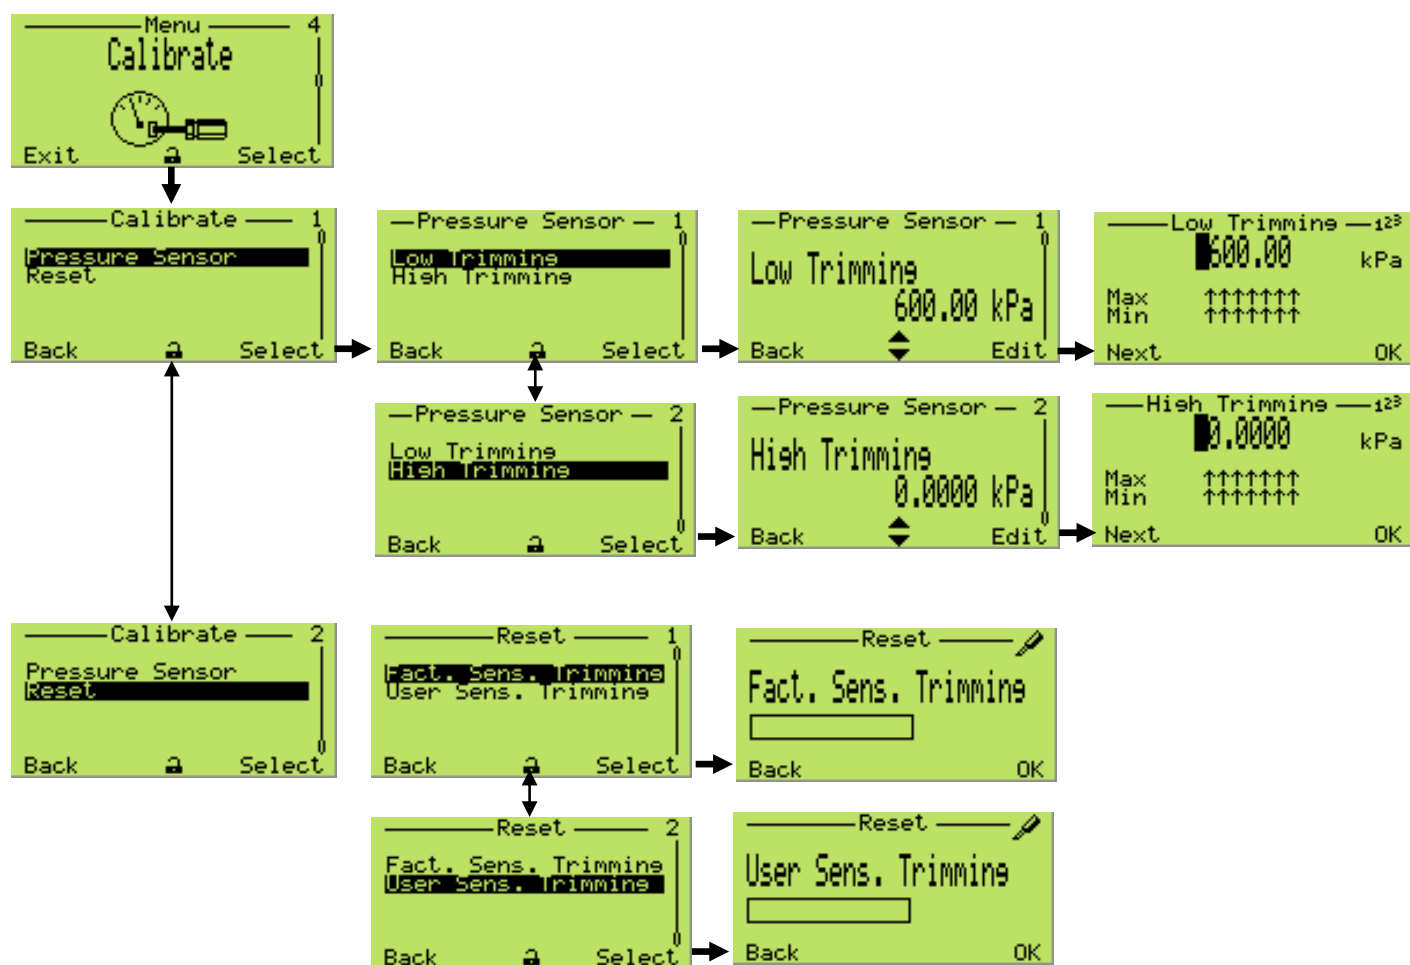 Menu 4
Calibrate
Exit Select
Calibrate 1
Pressure Sensor
Reset
Back Select
Pressure Sensor 1
Low Trimming
High Trimming
Back Select
Pressure Sensor 1
Low Trimming
600.00 kPa
Back Edit
Low Trimming 123
600.00 kPa
Max ↑↑↑↑↑↑↑
Min ↑↑↑↑↑↑↑
Next OK
Pressure Sensor 2
Low Trimming
High Trimming
Back Select
Pressure Sensor 2
High Trimming
0.0000 kPa
Back Edit
High Trimming 123
0.0000 kPa
Max ↑↑↑↑↑↑↑
Min ↑↑↑↑↑↑↑
Next OK
Calibrate 2
Pressure Sensor
Reset
Back Select
Reset 1
Fact. Sens. Trimming
User Sens. Trimming
Back Select
Reset
Fact. Sens. Trimming
Back OK
Reset 2
Fact. Sens. Trimming
User Sens. Trimming
Back Select
Reset
User Sens. Trimming
Back OK